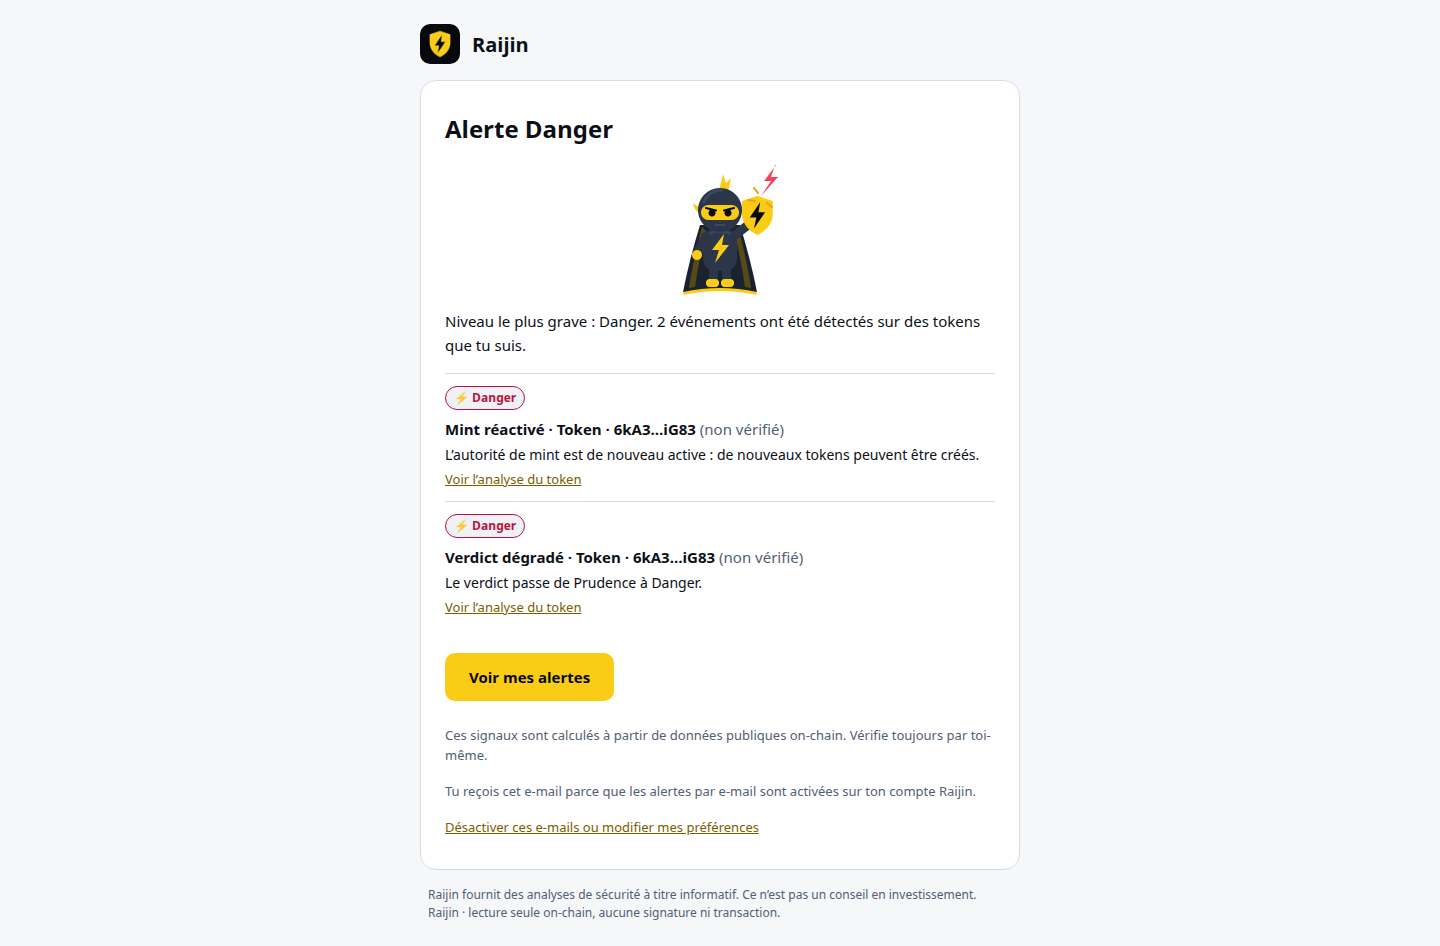 Raijin
Alerte Danger
Niveau le plus grave : Danger. 2 événements ont été détectés sur des tokens
que tu suis.
⚡ Danger
Mint réactivé · Token · 6kA3…iG83 (non vérifié)
L’autorité de mint est de nouveau active : de nouveaux tokens peuvent être créés.
Voir l’analyse du token
⚡ Danger
Verdict dégradé · Token · 6kA3…iG83 (non vérifié)
Le verdict passe de Prudence à Danger.
Voir l’analyse du token
Voir mes alertes
Ces signaux sont calculés à partir de données publiques on-chain. Vérifie toujours par toi-
même.
Tu reçois cet e-mail parce que les alertes par e-mail sont activées sur ton compte Raijin.
Désactiver ces e-mails ou modifier mes préférences
Raijin fournit des analyses de sécurité à titre informatif. Ce n’est pas un conseil en investissement.
Raijin · lecture seule on-chain, aucune signature ni transaction.